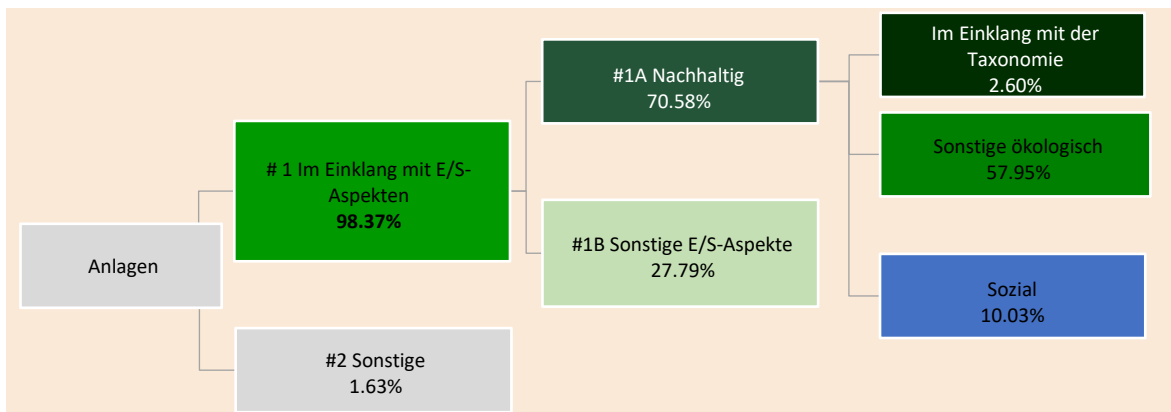 Anlagen
# 1 Im Einklang mit E/S-
Aspekten
98.37%
#2 Sonstige
1.63%
#1A Nachhaltig
70.58%
#1B Sonstige E/S-Aspekte
27.79%
Im Einklang mit der
Taxonomie
2.60%
Sonstige ökologisch
57.95%
Sozial
10.03%